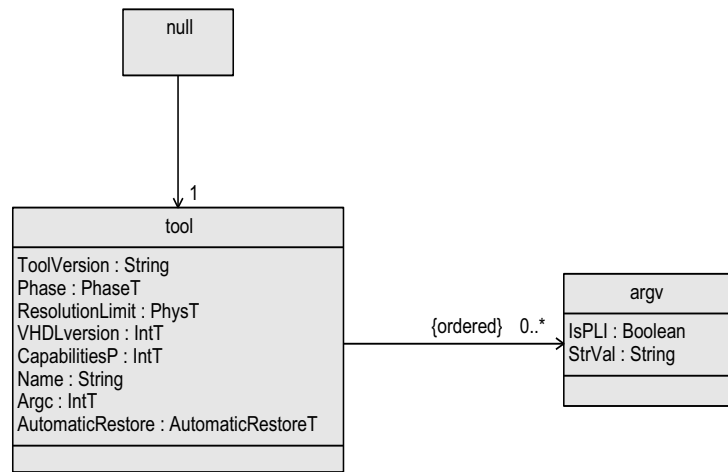 null
1
tool
ToolVersion : String
Phase : PhaseT
ResolutionLimit : PhysT
VHDLversion : IntT
CapabilitiesP : IntT
Name : String
Argc : IntT
AutomaticRestore : AutomaticRestoreT
{ordered} 0..*
argv
IsPLI : Boolean
StrVal : String